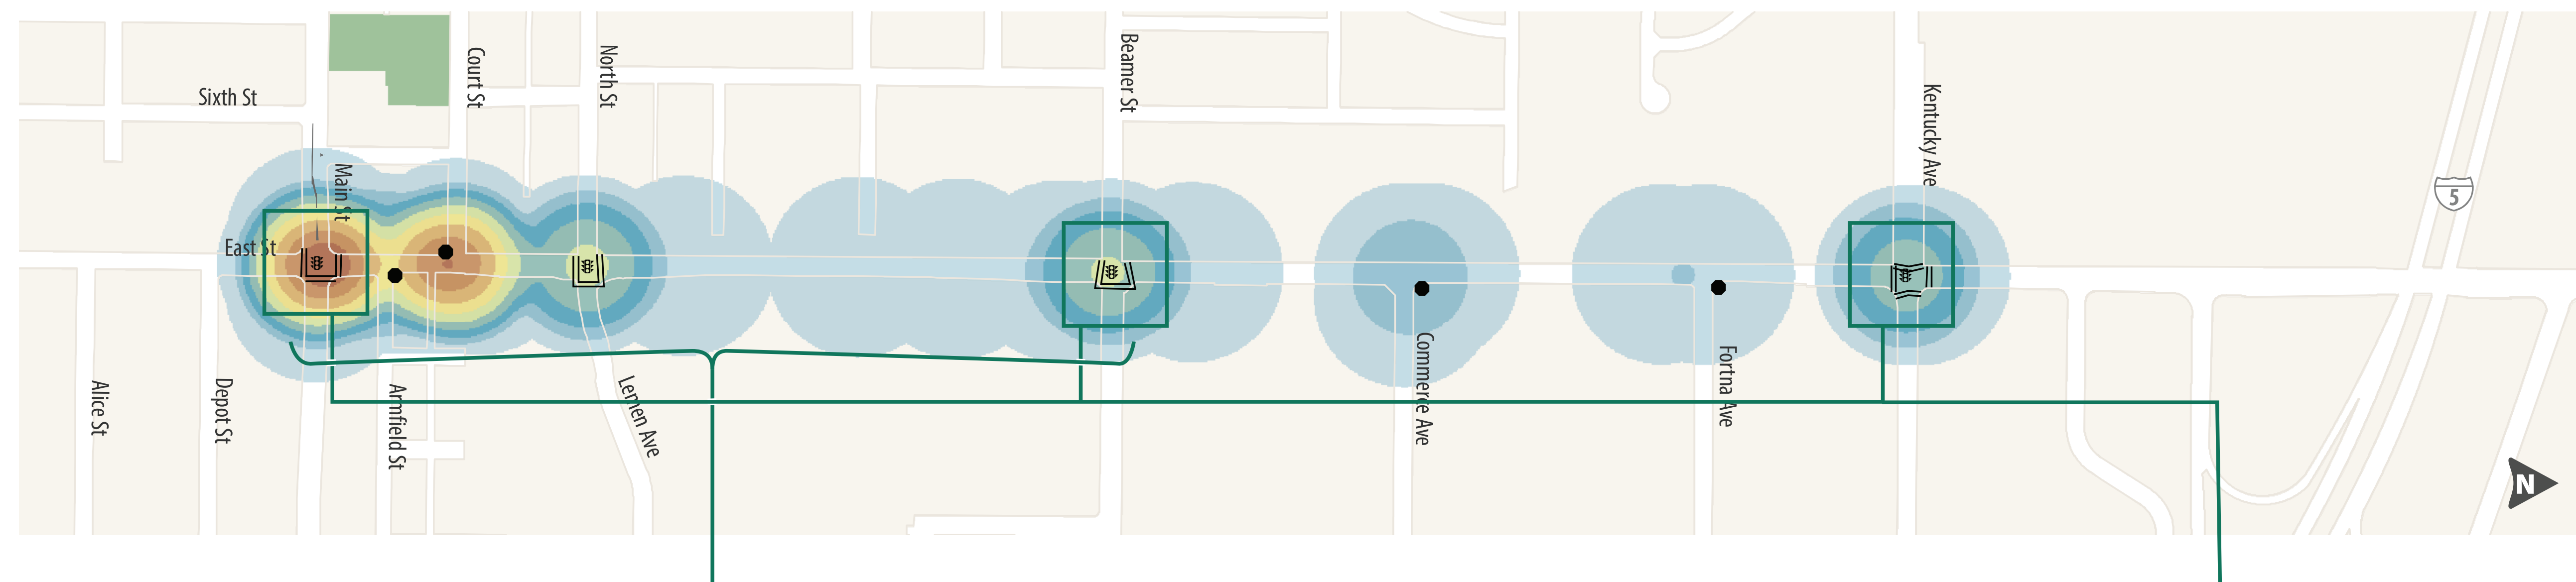 Sixth St
Court St
North St
Beamer St
Kentucky Ave
Main St
East St
5
Alice St
Depot St
Armfield St
Lemen Ave
Commerce Ave
Fortna Ave
N